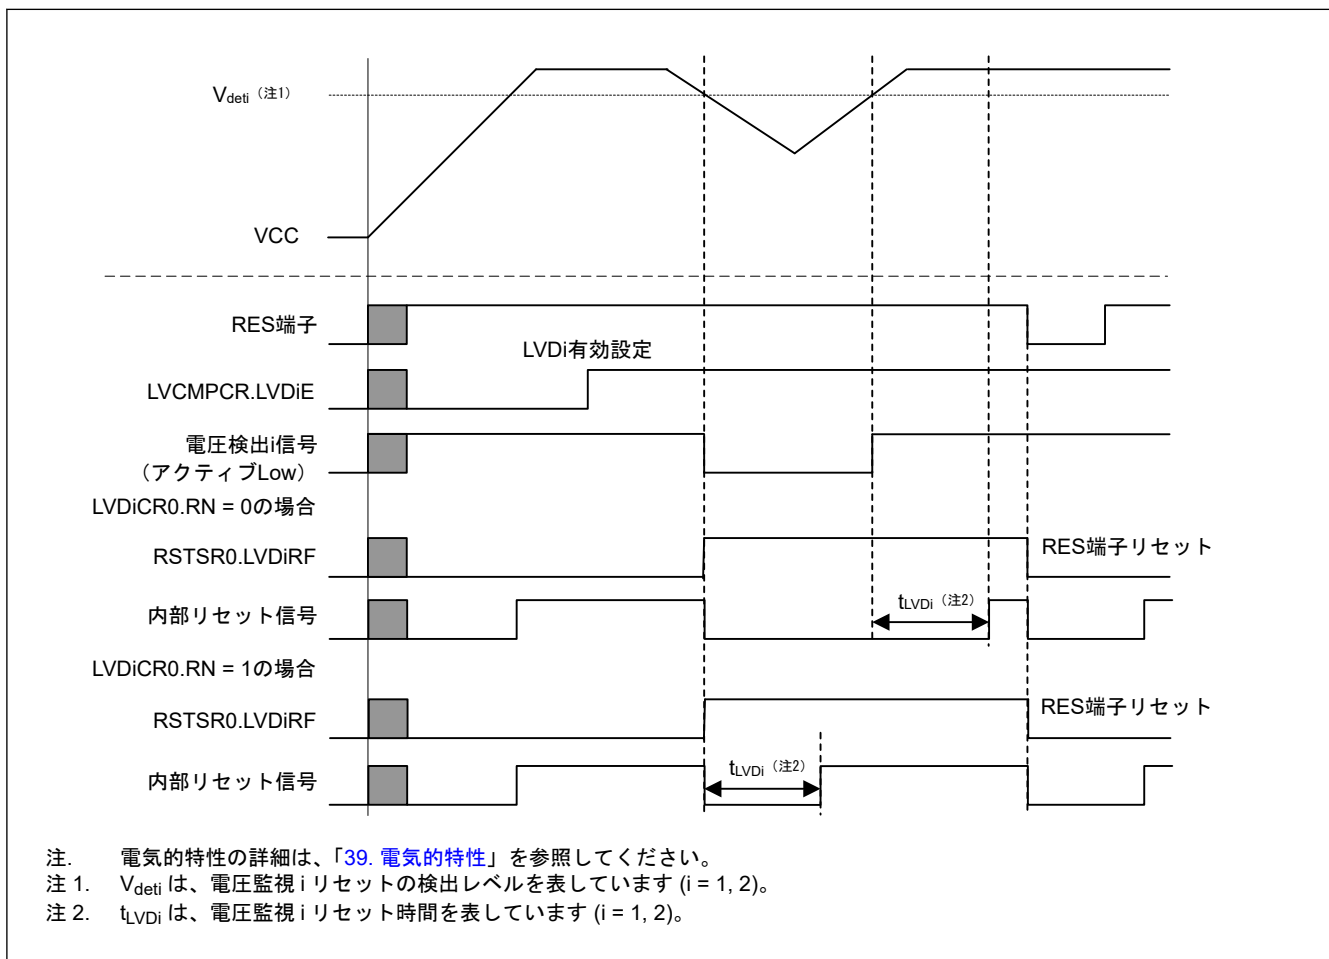 Vdeti（注1）
VCC
RES端子
LVDi有効設定
LVCMPCR.LVDiE
電圧検出i信号
（アクティブLow）
LVDiCR0.RN = 0の場合
RSTSR0.LVDiRF
RES端子リセット
内部リセット信号
tLVDi（注2）
LVDiCR0.RN = 1の場合
RSTSR0.LVDiRF
RES端子リセット
内部リセット信号
tLVDi（注2）
注. 電気的特性の詳細は、「39. 電気的特性」を参照してください。
注 1. Vdeti は、電圧監視 i リセットの検出レベルを表しています (i = 1, 2)。
注 2. tLVDi は、電圧監視 i リセット時間を表しています (i = 1, 2)。